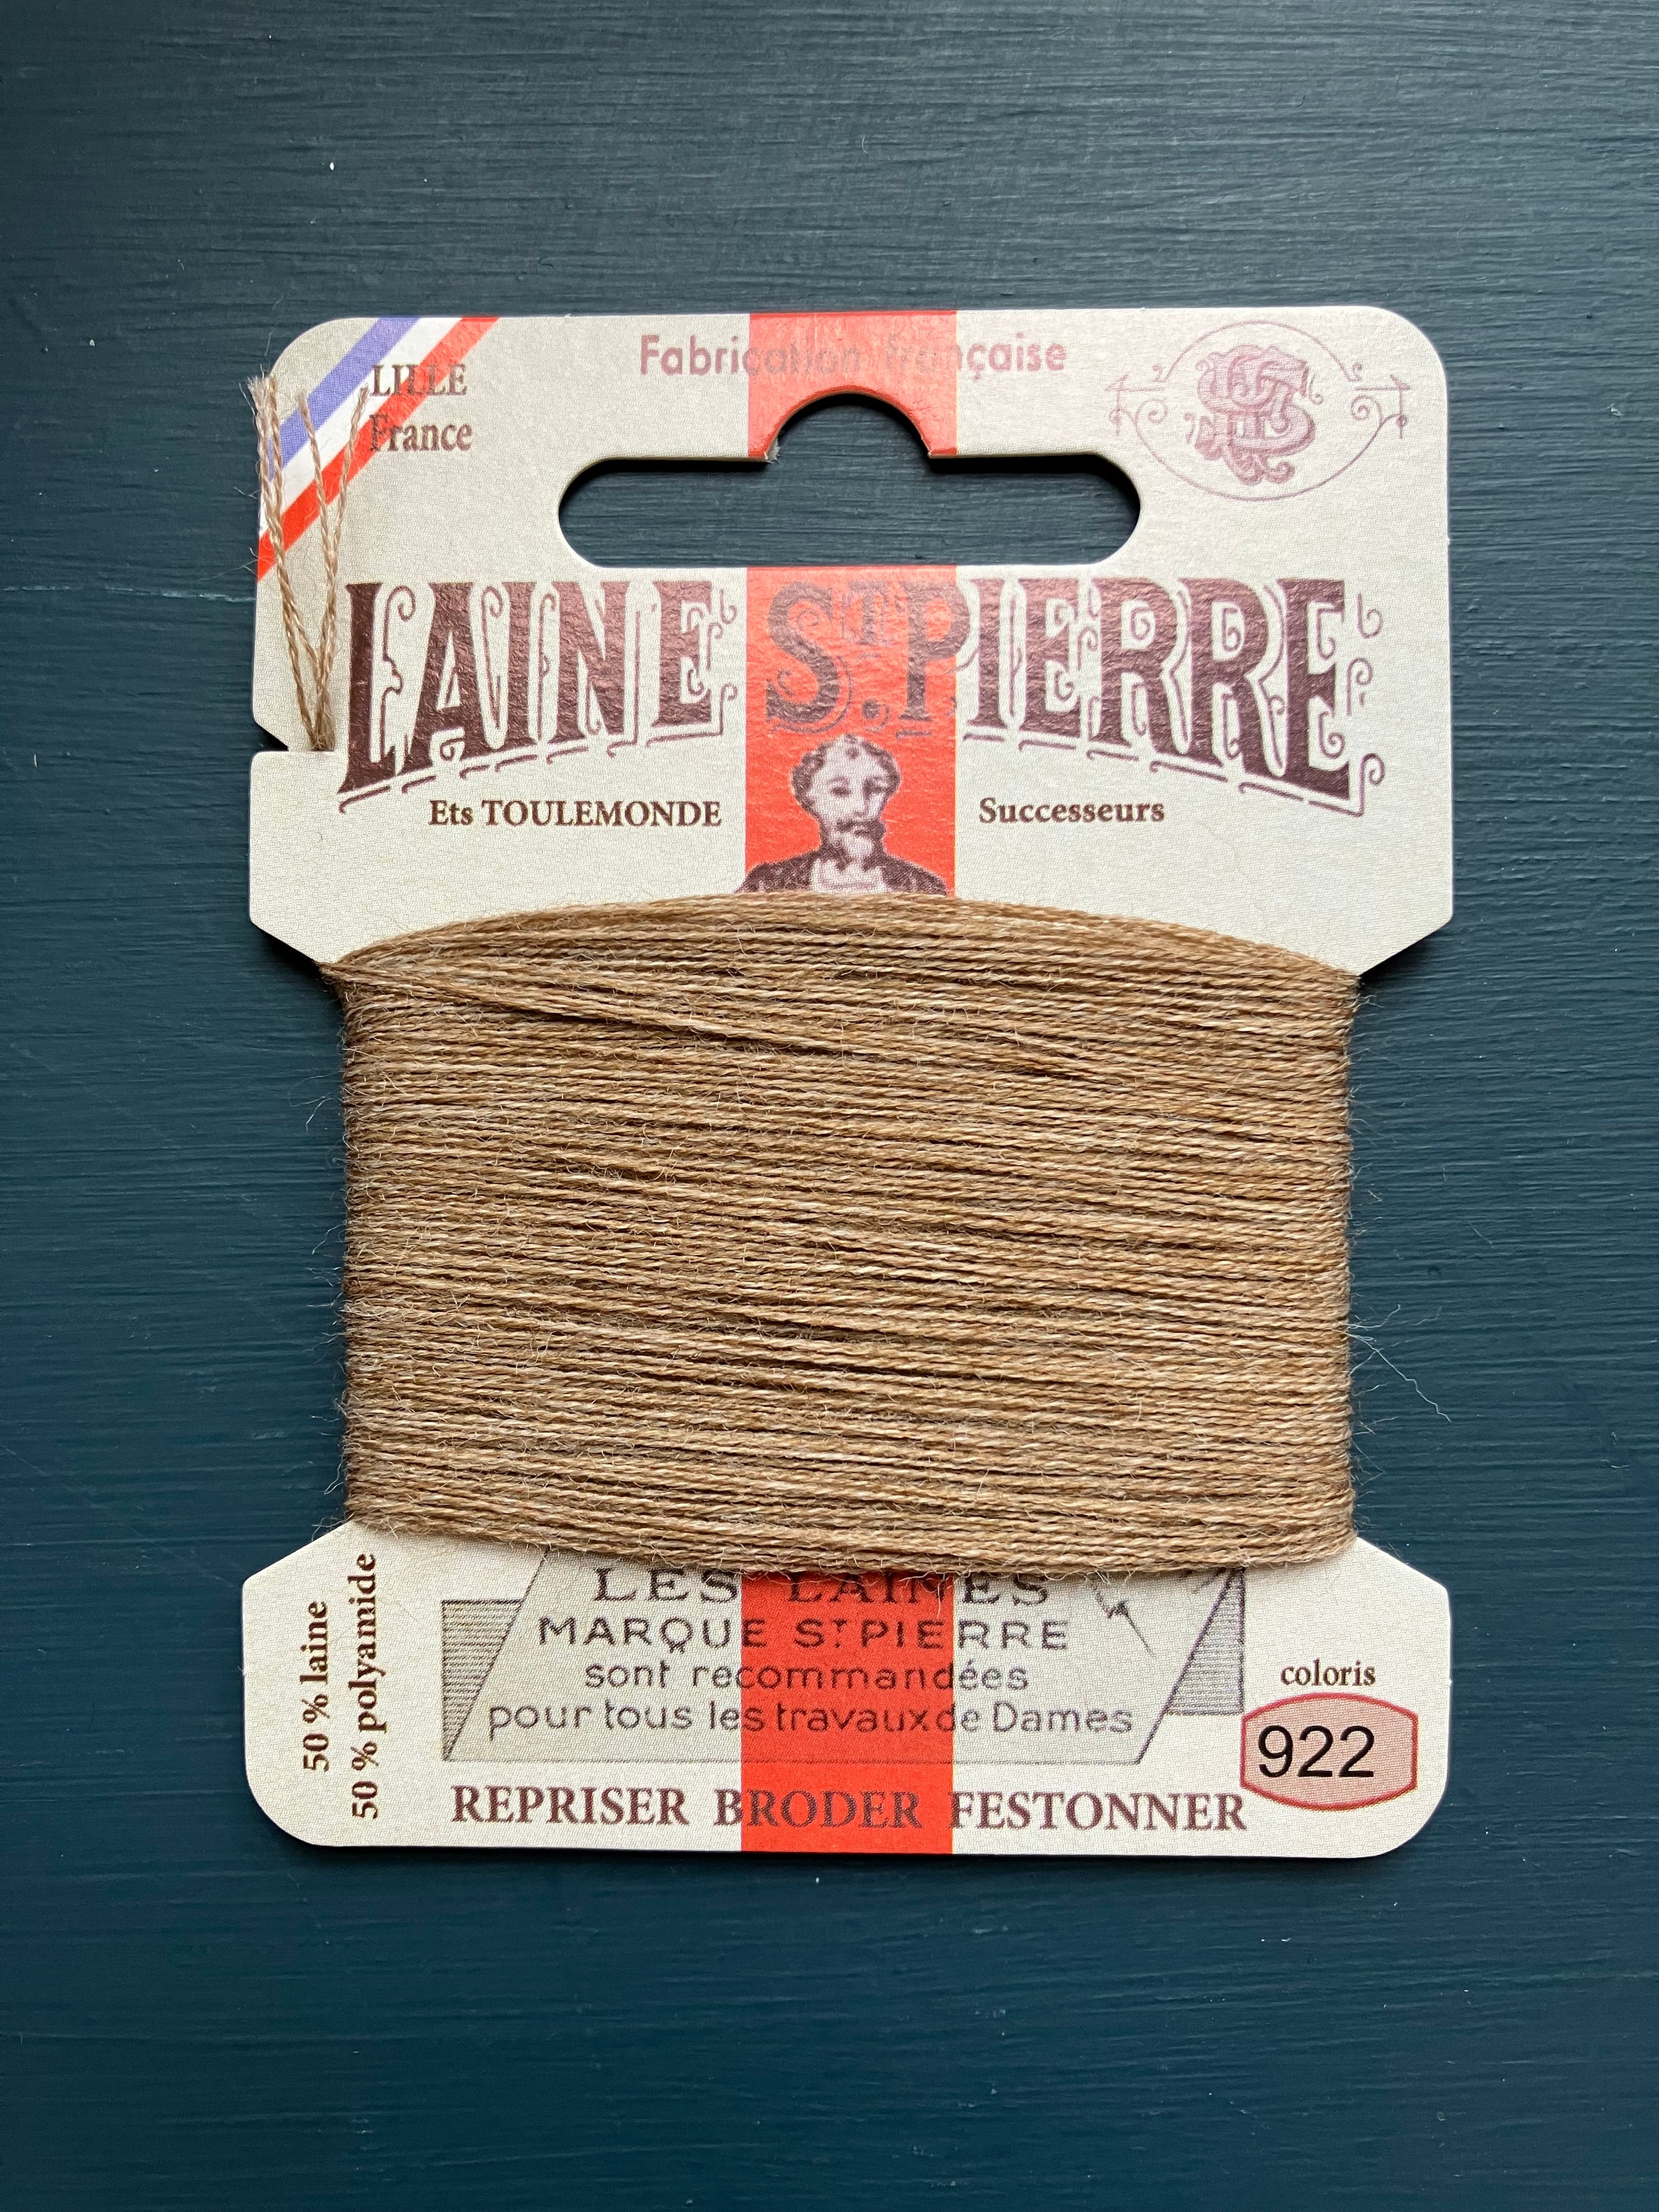 Fabrication française
LILLE
France
LAINE ST. PIERRE
Ets TOULEMONDE Successeurs
LES LAINES
MARQUE ST PIERRE
sont recommandées
pour tous les travaux de Dames
REPRISER BRODER FESTONNER
50 % laine
50 % polyamide
coloris
922